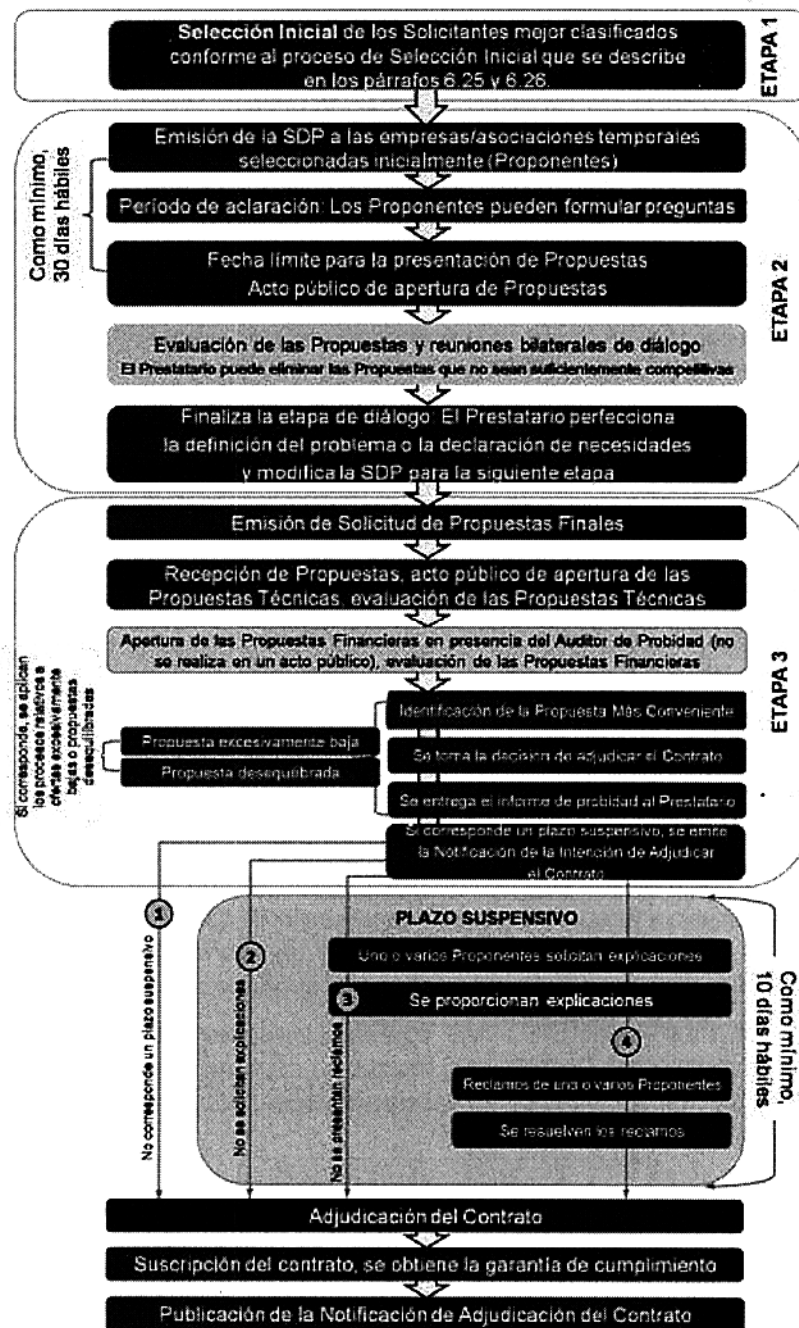 Selección Inicial de los Solicitantes mejor clasificados
conforme al proceso de Selección Inicial que se describe
en los párrafos 6.25 y 6.26.
ETAPA 1
Emisión de la SDP a las empresas/asociaciones temporales
seleccionadas inicialmente (Proponentes)
Período de aclaración: Los Proponentes pueden formular preguntas
Fecha límite para la presentación de Propuestas
Acto público de apertura de Propuestas
Como mínimo,
30 días hábiles
Evaluación de las Propuestas y reuniones bilaterales de diálogo
El Prestatario puede eliminar las Propuestas que no sean suficientemente competitivas
Finaliza la etapa de diálogo: El Prestatario perfecciona
la definición del problema o la declaración de necesidades
y modifica la SDP para la siguiente etapa
ETAPA 2
Emisión de Solicitud de Propuestas Finales
Recepción de Propuestas, acto público de apertura de las
Propuestas Técnicas, evaluación de las Propuestas Técnicas
Apertura de las Propuestas Financieras en presencia del Auditor de Probidad (no
se realiza en un acto público), evaluación de las Propuestas Financieras
ETAPA 3
Si corresponde, se aplican
los procesos relativos a
ofertas excesivamente
bajas o propuestas
desequilibradas
Propuesta excesivamente baja
Propuesta desequilibrada
Identificación de la Propuesta Más Conveniente
Se toma la decisión de adjudicar el Contrato
Se entrega el informe de probidad al Prestatario
Si corresponde un plazo suspensivo, se emite
la Notificación de la Intención de Adjudicar
el Contrato
PLAZO SUSPENSIVO
1
No corresponde un plazo suspensivo
2
No se solicitan explicaciones
Uno o varios Proponentes solicitan explicaciones
3
Se proporcionan explicaciones
No se presentan reclamos
4
Reclamos de uno o varios Proponentes
Se resuelven los reclamos
Como mínimo,
10 días hábiles
Adjudicación del Contrato
Suscripción del contrato, se obtiene la garantía de cumplimiento
Publicación de la Notificación de Adjudicación del Contrato